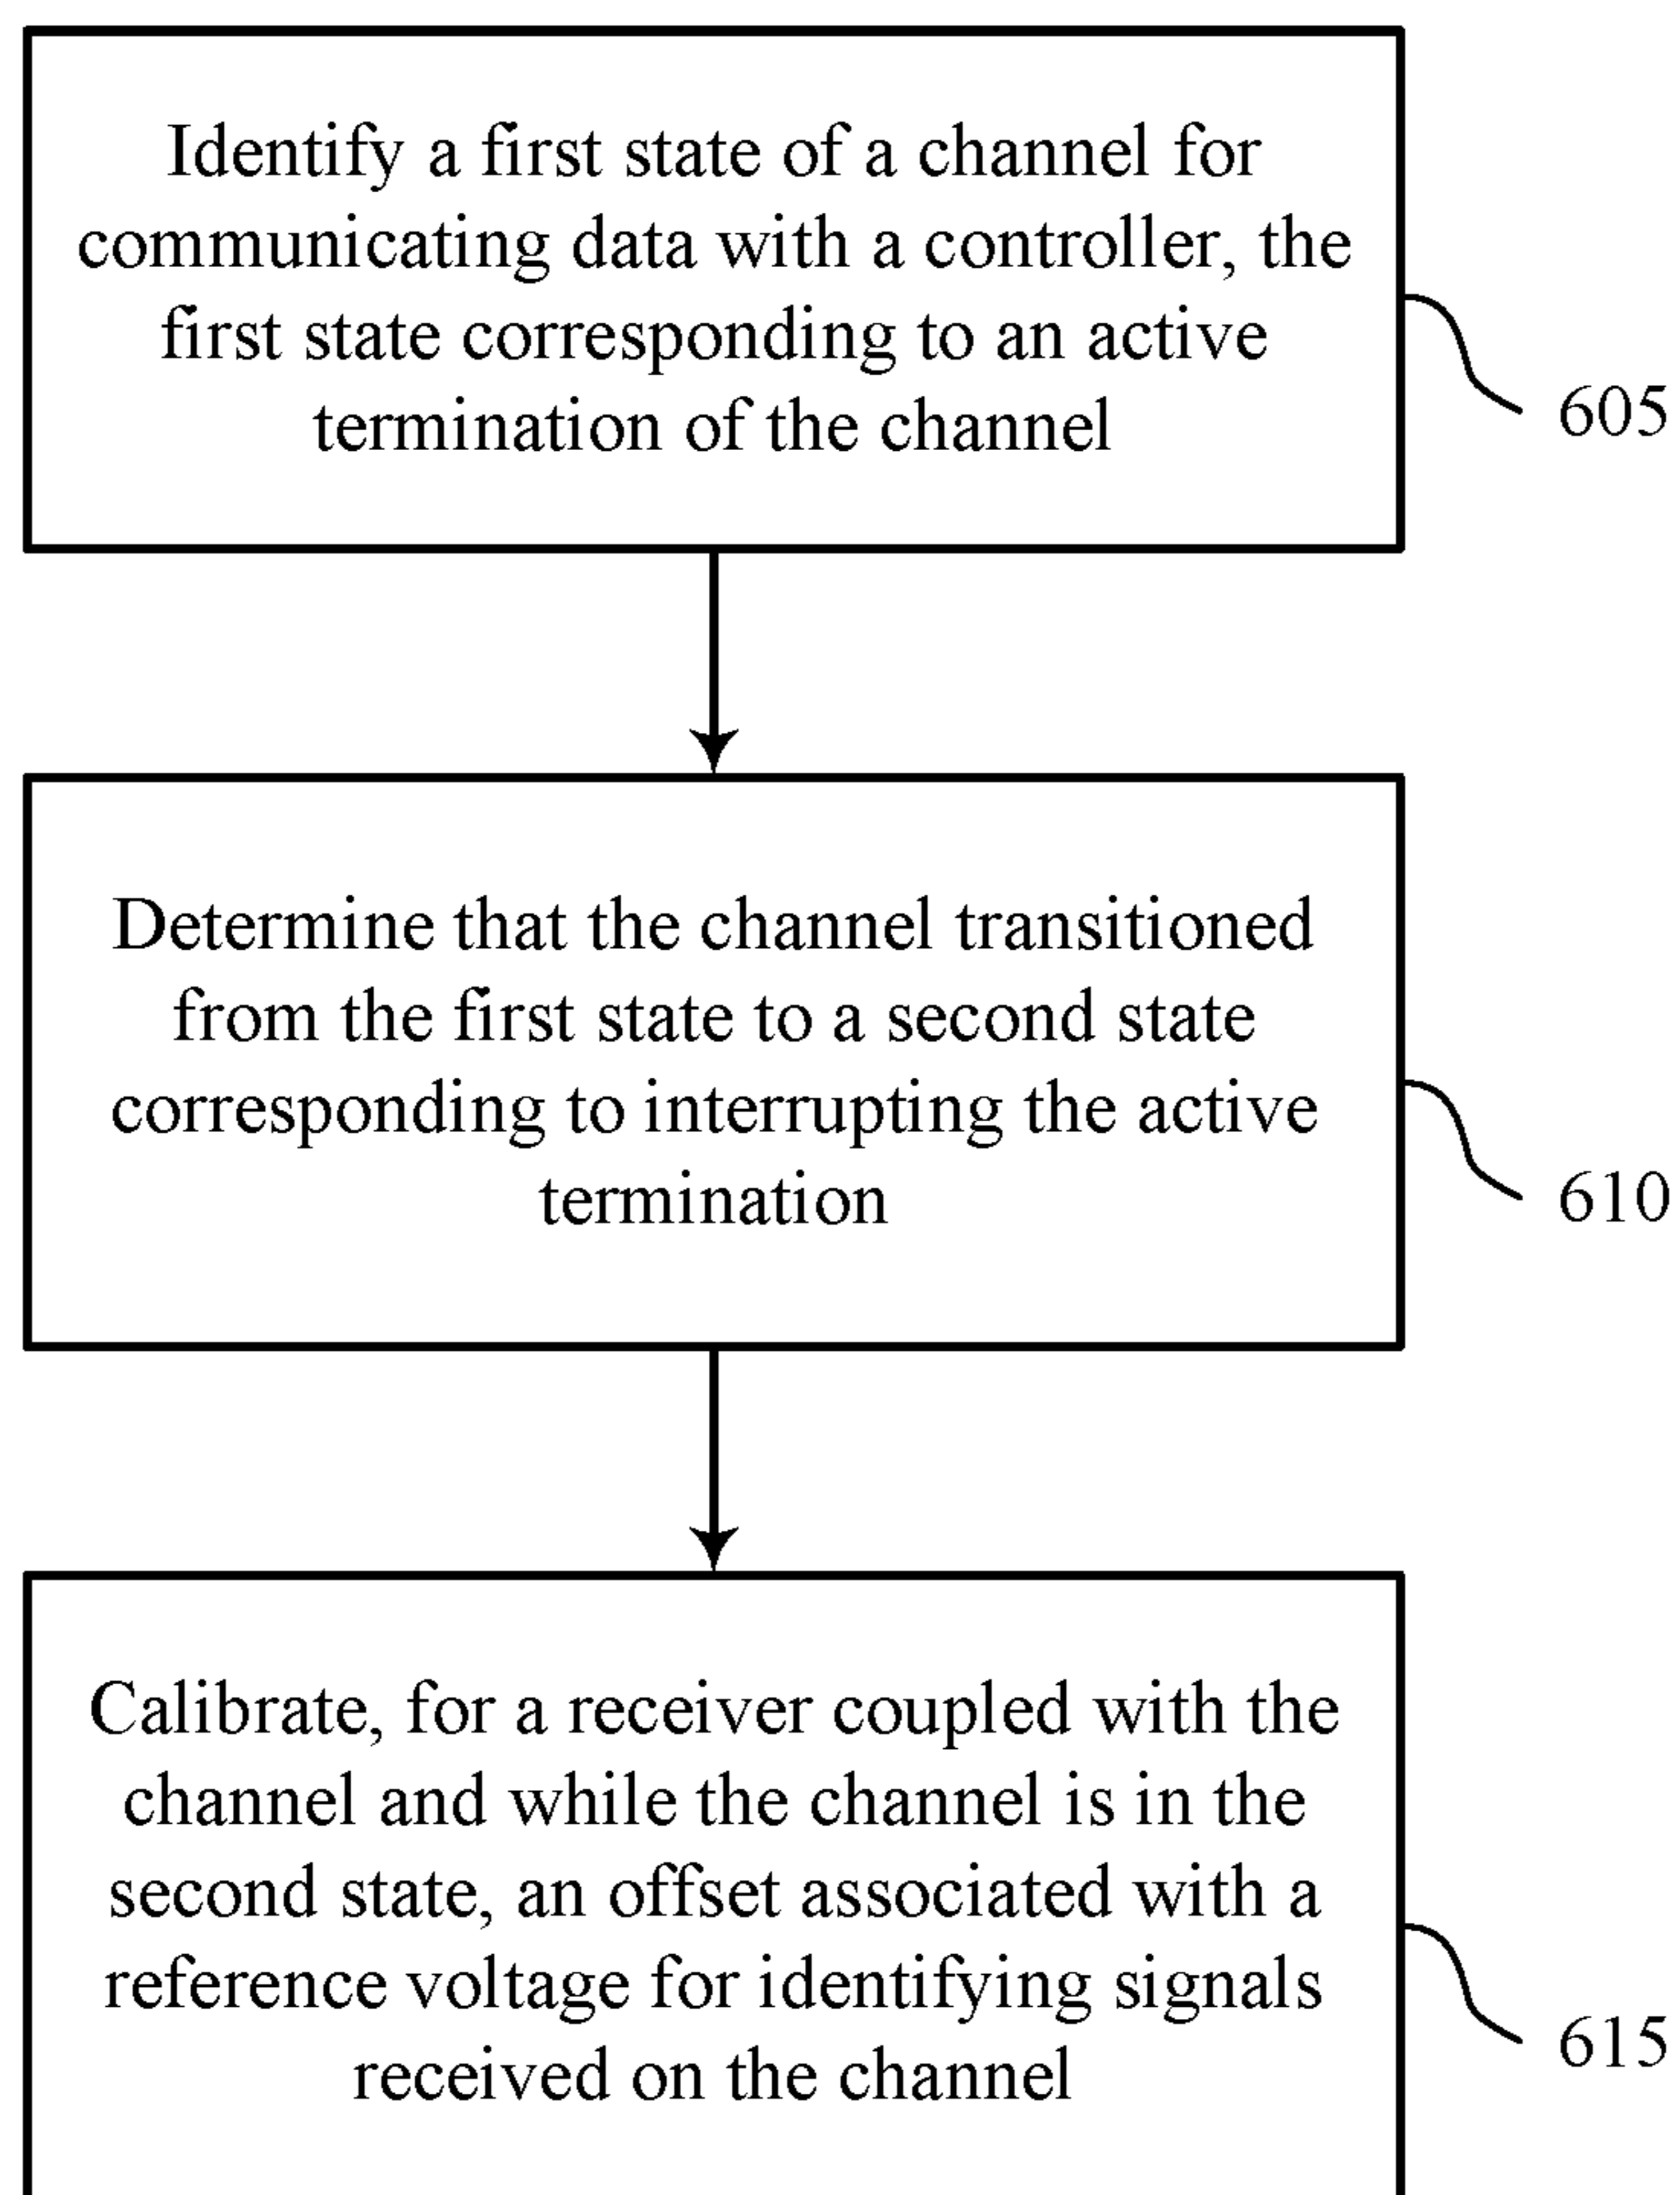 Identify a first state of a channel for
communicating data with a controller, the
first state corresponding to an active
termination of the channel
605
Determine that the channel transitioned
from the first state to a second state
corresponding to interrupting the active
termination
610
Calibrate, for a receiver coupled with the
channel and while the channel is in the
second state, an offset associated with a
reference voltage for identifying signals
received on the channel
615